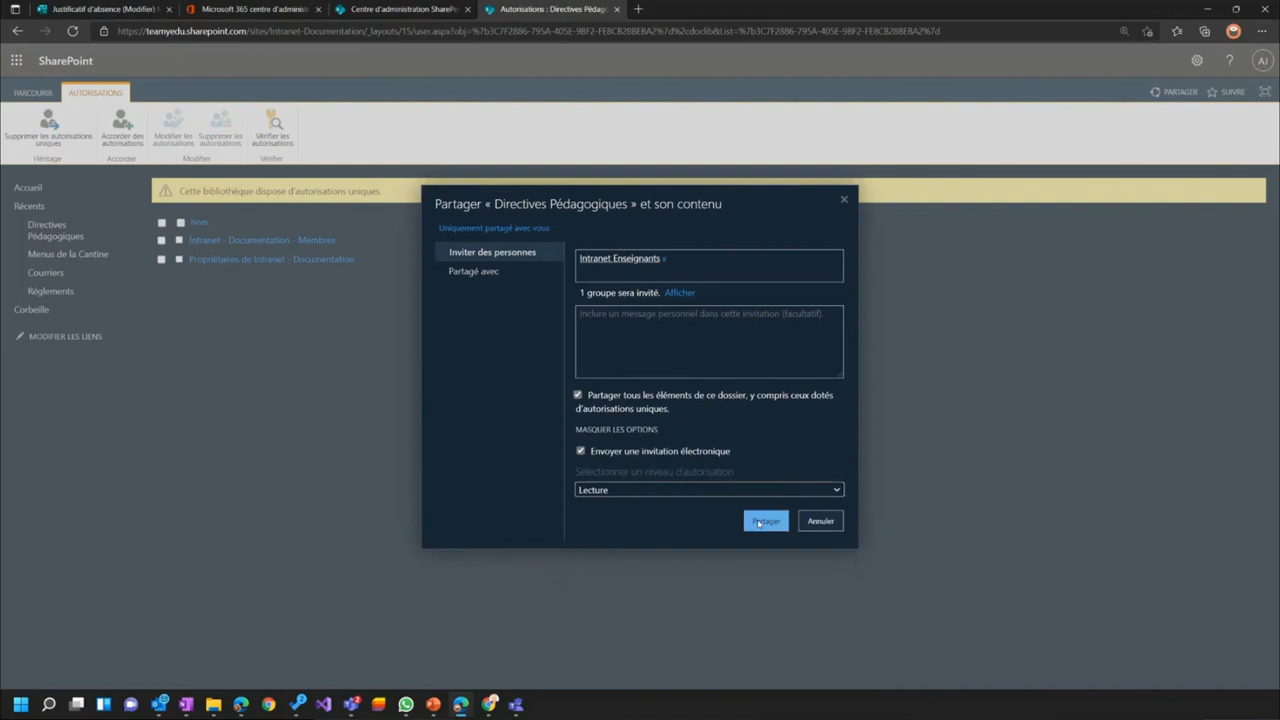 Justificatif d'absence (Modifier) M
Microsoft 365 centre d'administ
Centre d'administration SharePo
Autorisations : Directives Pédago
https://teamyedu.sharepoint.com/sites/Intranet-Documentation/_layouts/15/user.aspx?obj=%7b3C7F2886-795A-405E-9BF2-FE8CB28BEBA2%7d%2cdoclib&List=%7b3C7F2886-795A-405E-9BF2-FE8CB28BEBA2%7d
SharePoint
AJ
PARCOURIR
AUTORISATIONS
PARTAGER
SUIVRE
Supprimer les autorisations
uniques
Accorder des
autorisations
Modifier les
autorisations
Supprimer les
autorisations
Vérifier les
autorisations
Héritage
Accorder
Modifier
Vérifier
Accueil
Récents
Directives
Pédagogiques
Menus de la Cantine
Courriers
Règlements
Corbeille
MODIFIER LES LIENS
Cette bibliothèque dispose d'autorisations uniques.
Nom
Intranet - Documentation - Membres
Propriétaires de Intranet - Documentation
Partager « Directives Pédagogiques » et son contenu
Uniquement partagé avec vous
Inviter des personnes
Partagé avec
Intranet Enseignants x
1 groupe sera invité. Afficher
Inclure un message personnel dans cette invitation (facultatif).
Partager tous les éléments de ce dossier, y compris ceux dotés
d'autorisations uniques.
MASQUER LES OPTIONS
Envoyer une invitation électronique
Sélectionner un niveau d'autorisation
Lecture
Partager
Annuler